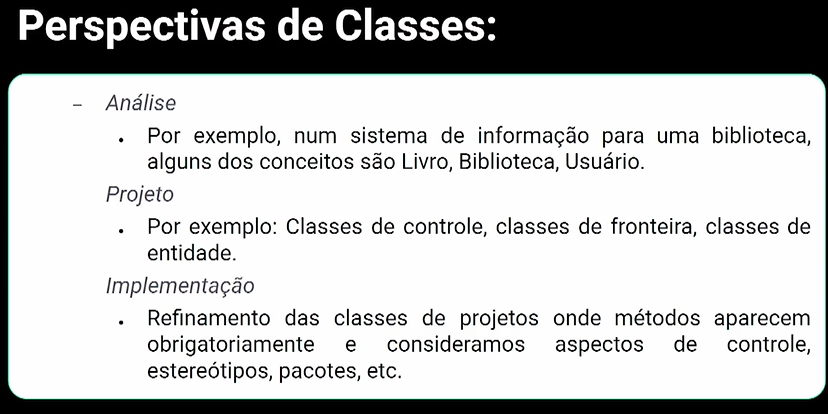 Perspectivas de Classes:
– Análise
• Por exemplo, num sistema de informação para uma biblioteca,
alguns dos conceitos são Livro, Biblioteca, Usuário.
Projeto
• Por exemplo: Classes de controle, classes de fronteira, classes de
entidade.
Implementação
• Refinamento das classes de projetos onde métodos aparecem
obrigatoriamente e consideramos aspectos de controle,
estereótipos, pacotes, etc.